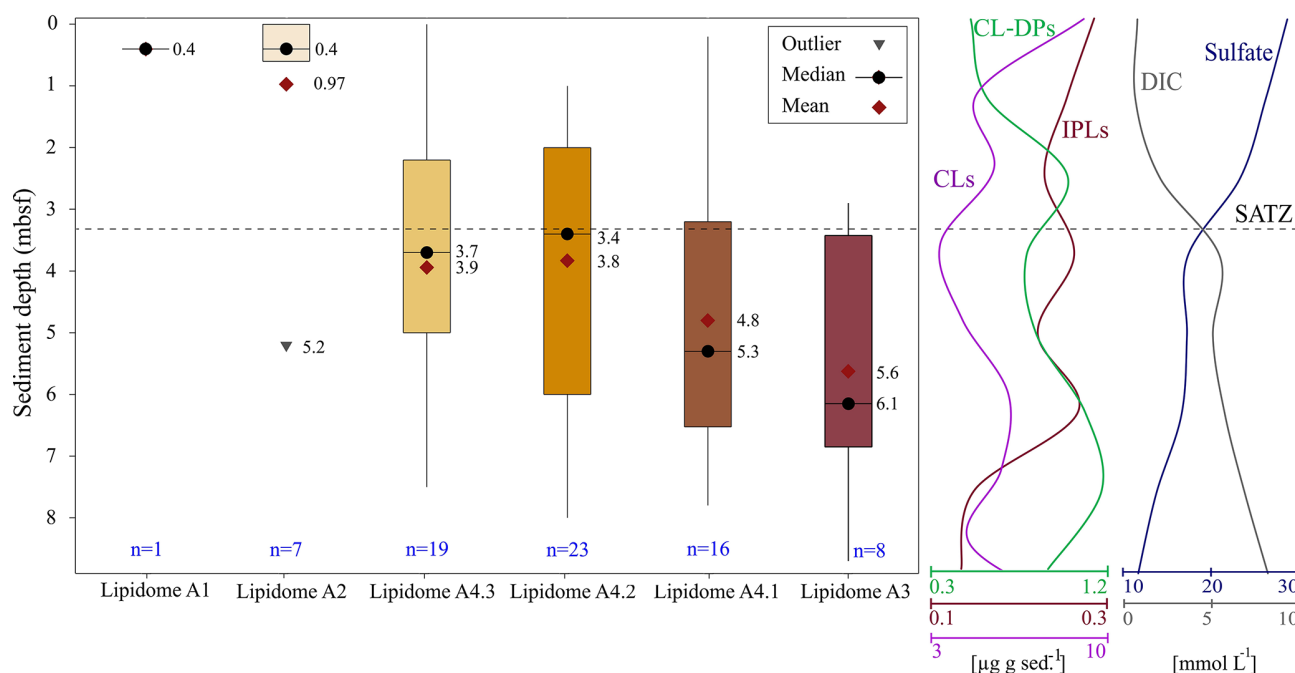 Sediment depth (mbsf)
0
1
2
3
4
5
6
7
8
0.4
0.4
0.97
5.2
3.7
3.9
3.4
3.8
4.8
5.3
5.6
6.1
Outlier
Median
Mean
n=1
n=7
n=19
n=23
n=16
n=8
Lipidome A1
Lipidome A2
Lipidome A4.3
Lipidome A4.2
Lipidome A4.1
Lipidome A3
CL-DPs
IPLs
CLs
DIC
Sulfate
SATZ
0.3 1.2
0.1 0.3
3 10
[µg g sed.⁻¹]
10 20 30
0 5 10
[mmol L⁻¹]